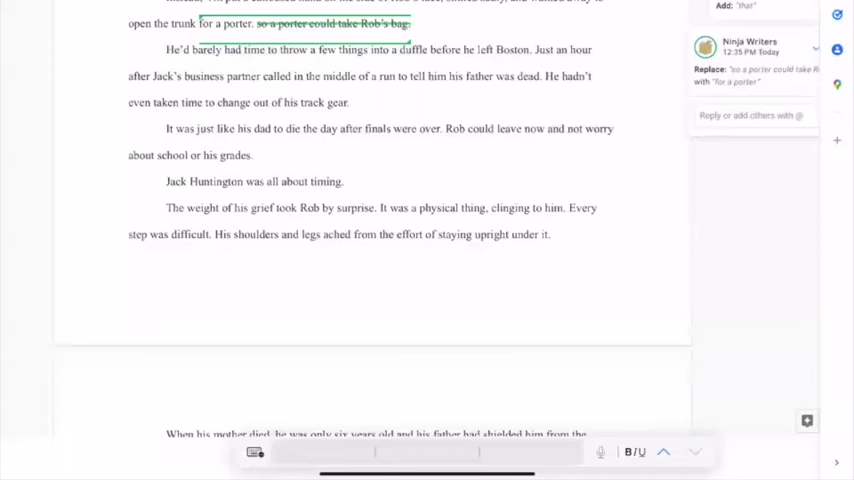 open the trunk for a porter. so a porter could take Rob's bag.
He'd barely had time to throw a few things into a duffle before he left Boston. Just an hour
after Jack's business partner called in the middle of a run to tell him his father was dead. He hadn't
even taken time to change out of his track gear.
It was just like his dad to die the day after finals were over. Rob could leave now and not worry
about school or his grades.
Jack Huntington was all about timing.
The weight of his grief took Rob by surprise. It was a physical thing, clinging to him. Every
step was difficult. His shoulders and legs ached from the effort of staying upright under it.
When his mother died, he was only six years old and his father had shielded him from the
Add: "that"
Ninja Writers
12:35 PM Today
Replace: "so a porter could take R
with "for a porter."
Reply or add others with @
B I U